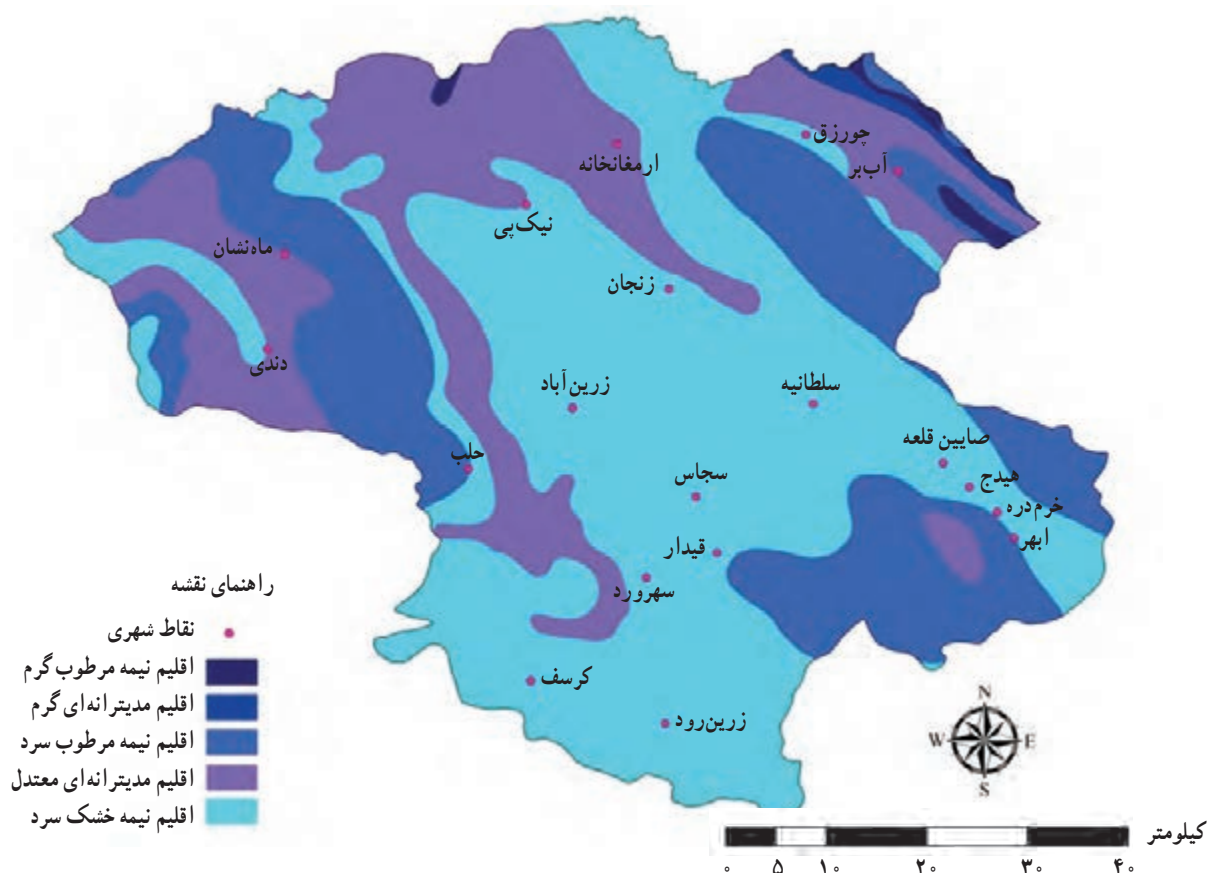 چورزق
آب‌بر
ارمغانخانه
نیک‌پی
ماه‌نشان
زنجان
دندی
زرین‌آباد
سلطانیه
صایین قلعه
حلب
هیدج
سجاس
خرم‌دره
ابهر
قیدار
سهرورد
کرسف
زرین‌رود
راهنمای نقشه
نقاط شهری
اقلیم نیمه مرطوب گرم
اقلیم مدیترانه‌ای گرم
اقلیم نیمه مرطوب سرد
اقلیم مدیترانه‌ای معتدل
اقلیم نیمه خشک سرد
N
W E
S
کیلومتر
۰ ۵ ۱۰ ۲۰ ۳۰ ۴۰